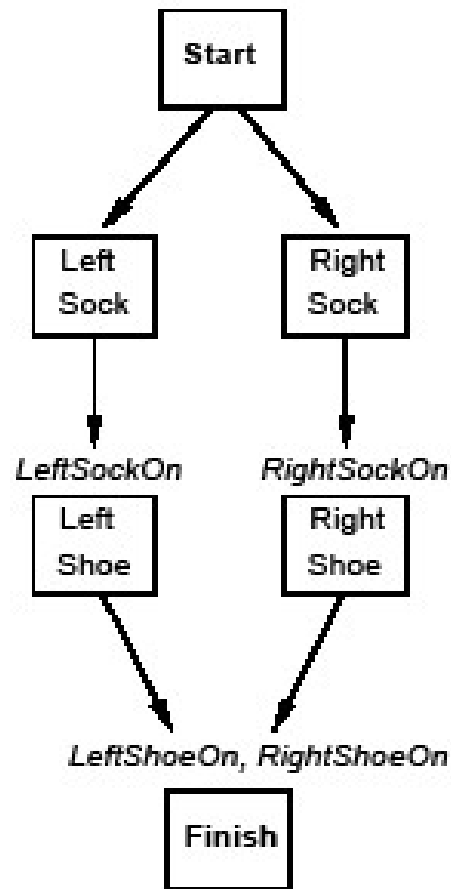 Start
Left
Sock
Right
Sock
LeftSockOn
RightSockOn
Left
Shoe
Right
Shoe
LeftShoeOn, RightShoeOn
Finish